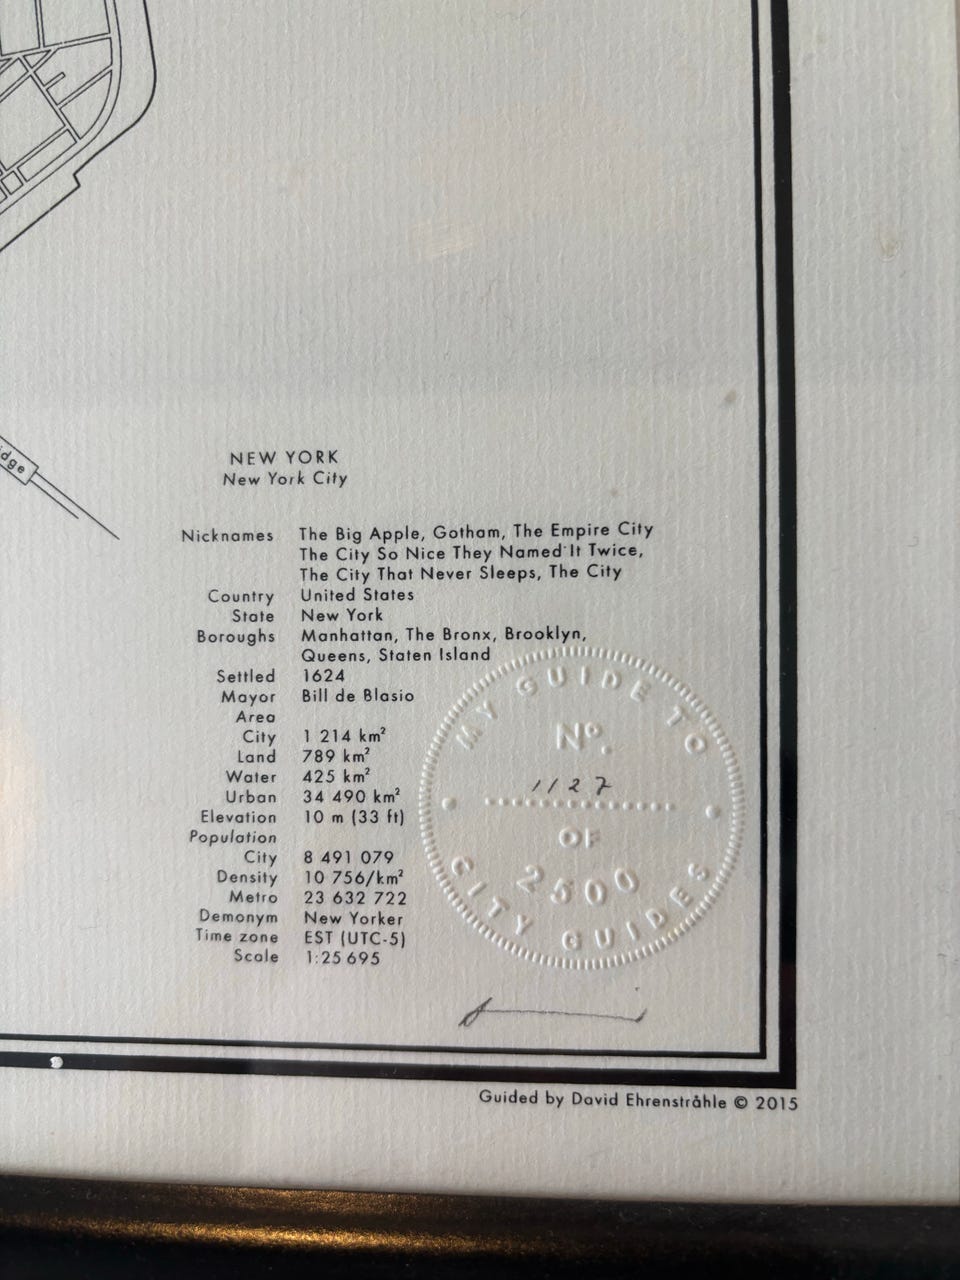 idge
NEW YORK
New York City
Nicknames The Big Apple, Gotham, The Empire City
The City So Nice They Named It Twice,
The City That Never Sleeps, The City
Country United States
State New York
Boroughs Manhattan, The Bronx, Brooklyn,
Queens, Staten Island
Settled 1624
Mayor Bill de Blasio
Area
City 1 214 km²
Land 789 km²
Water 425 km²
Urban 34 490 km²
Elevation 10 m (33 ft)
Population
City 8 491 079
Density 10 756/km²
Metro 23 632 722
Demonym New Yorker
Time zone EST (UTC-5)
Scale 1:25 695
MY GUIDE TO
Nº.
1127
OF
2500
CITY GUIDES
Guided by David Ehrenstråhle © 2015